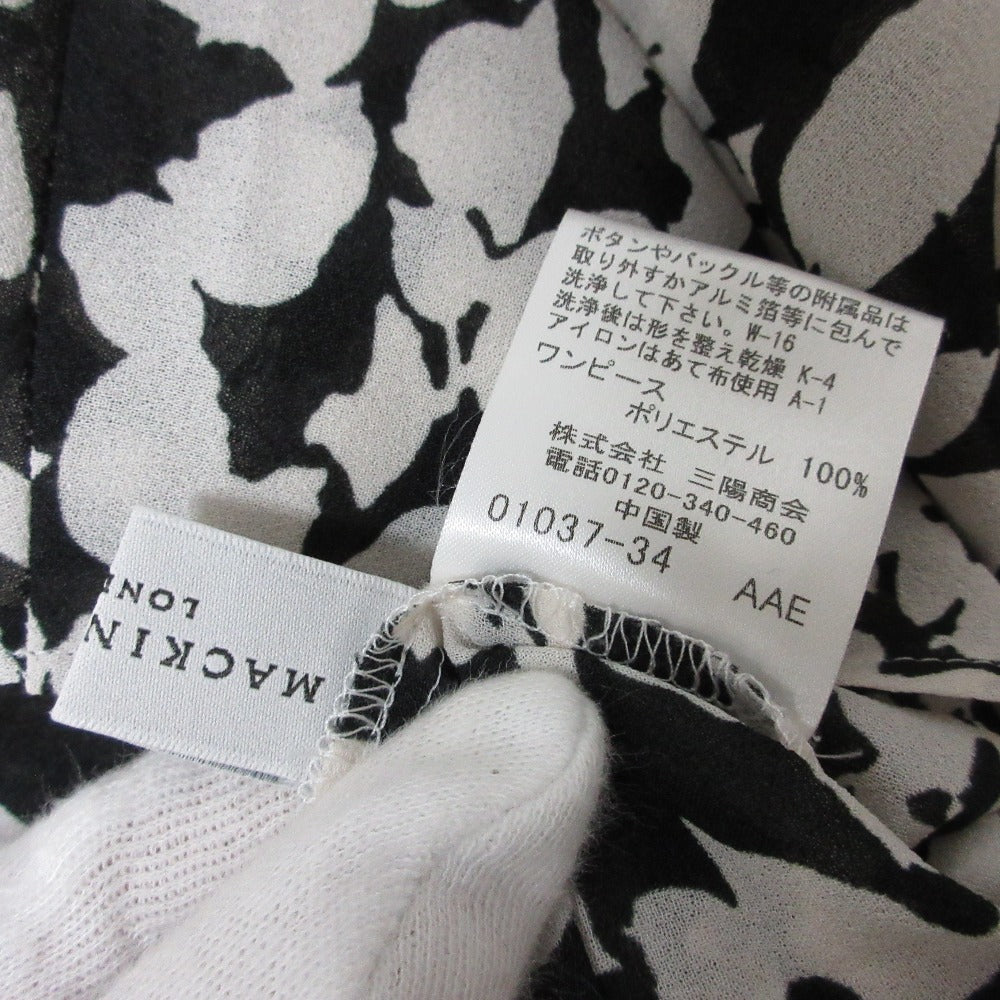 ボタンやバックル等の附属品は
取り外すかアルミ箔等に包んで
洗浄して下さい。W-16
洗浄後は形を整え乾燥 K-4
アイロンはあて布使用 A-1
ワンピース
ポリエステル 100%
株式会社 三陽商会
電話0120-340-460
中国製
01037-34 AAE
MACKIN
LON